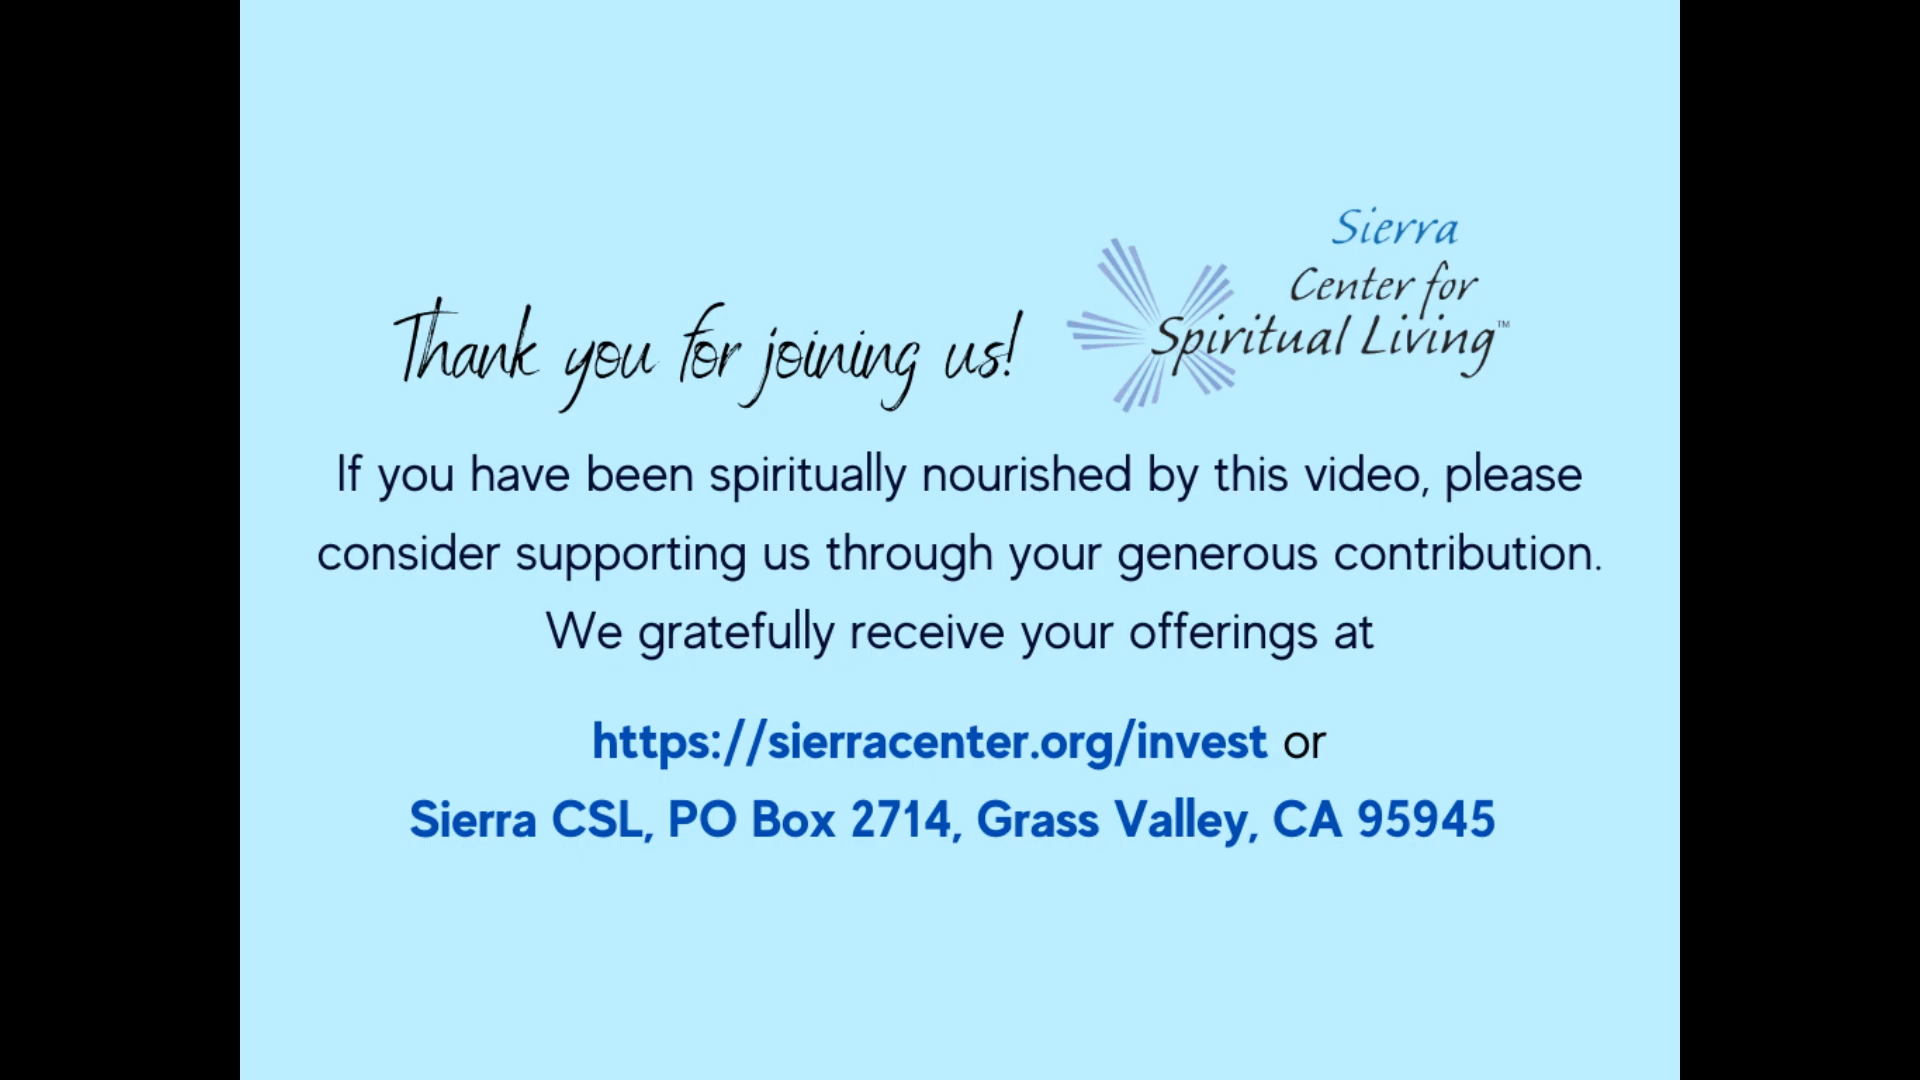 Thank you for joining us!
Sierra
Center for
Spiritual Living™
If you have been spiritually nourished by this video, please
consider supporting us through your generous contribution.
We gratefully receive your offerings at
https://sierracenter.org/invest or
Sierra CSL, PO Box 2714, Grass Valley, CA 95945